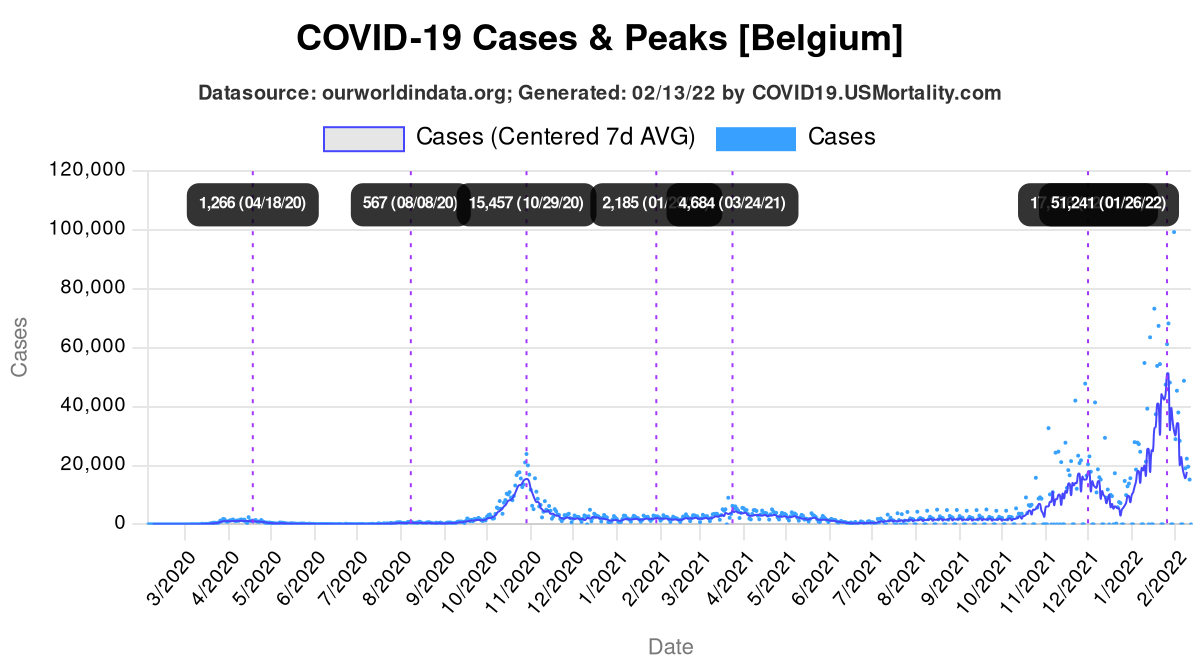 COVID-19 Cases & Peaks [Belgium]
Datasource: ourworldindata.org; Generated: 02/13/22 by COVID19.USMortality.com
Cases (Centered 7d AVG) Cases
120,000
100,000
80,000
60,000
40,000
20,000
0
Cases
1,266 (04/18/20) 567 (08/08/20) 15,457 (10/29/20) 2,185 (01/ 4,684 (03/24/21) 51,241 (01/26/22)
3/2020 4/2020 5/2020 6/2020 7/2020 8/2020 9/2020 10/2020 11/2020 12/2020 1/2021 2/2021 3/2021 4/2021 5/2021 6/2021 7/2021 8/2021 9/2021 10/2021 11/2021 12/2021 1/2022 2/2022
Date